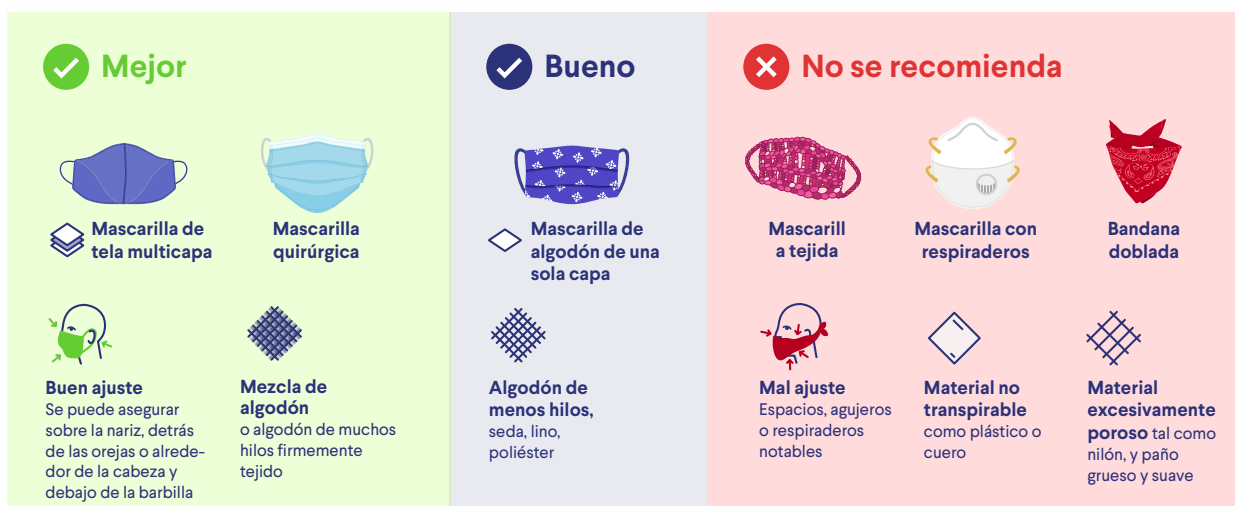 Mejor
Mascarilla de
tela multicapa
Mascarilla
quirúrgica
Buen ajuste
Se puede asegurar
sobre la nariz, detrás
de las orejas o alrede-
dor de la cabeza y
debajo de la barbilla
Mezcla de
algodón
o algodón de muchos
hilos firmemente
tejido
Bueno
Mascarilla de
algodón de una
sola capa
Algodón de
menos hilos,
seda, lino,
poliéster
No se recomienda
Mascarill
a tejida
Mascarilla con
respiraderos
Bandana
doblada
Mal ajuste
Espacios, agujeros
o respiraderos
notables
Material no
transpirable
como plástico o
cuero
Material
excesivamente
poroso tal como
nilón, y paño
grueso y suave